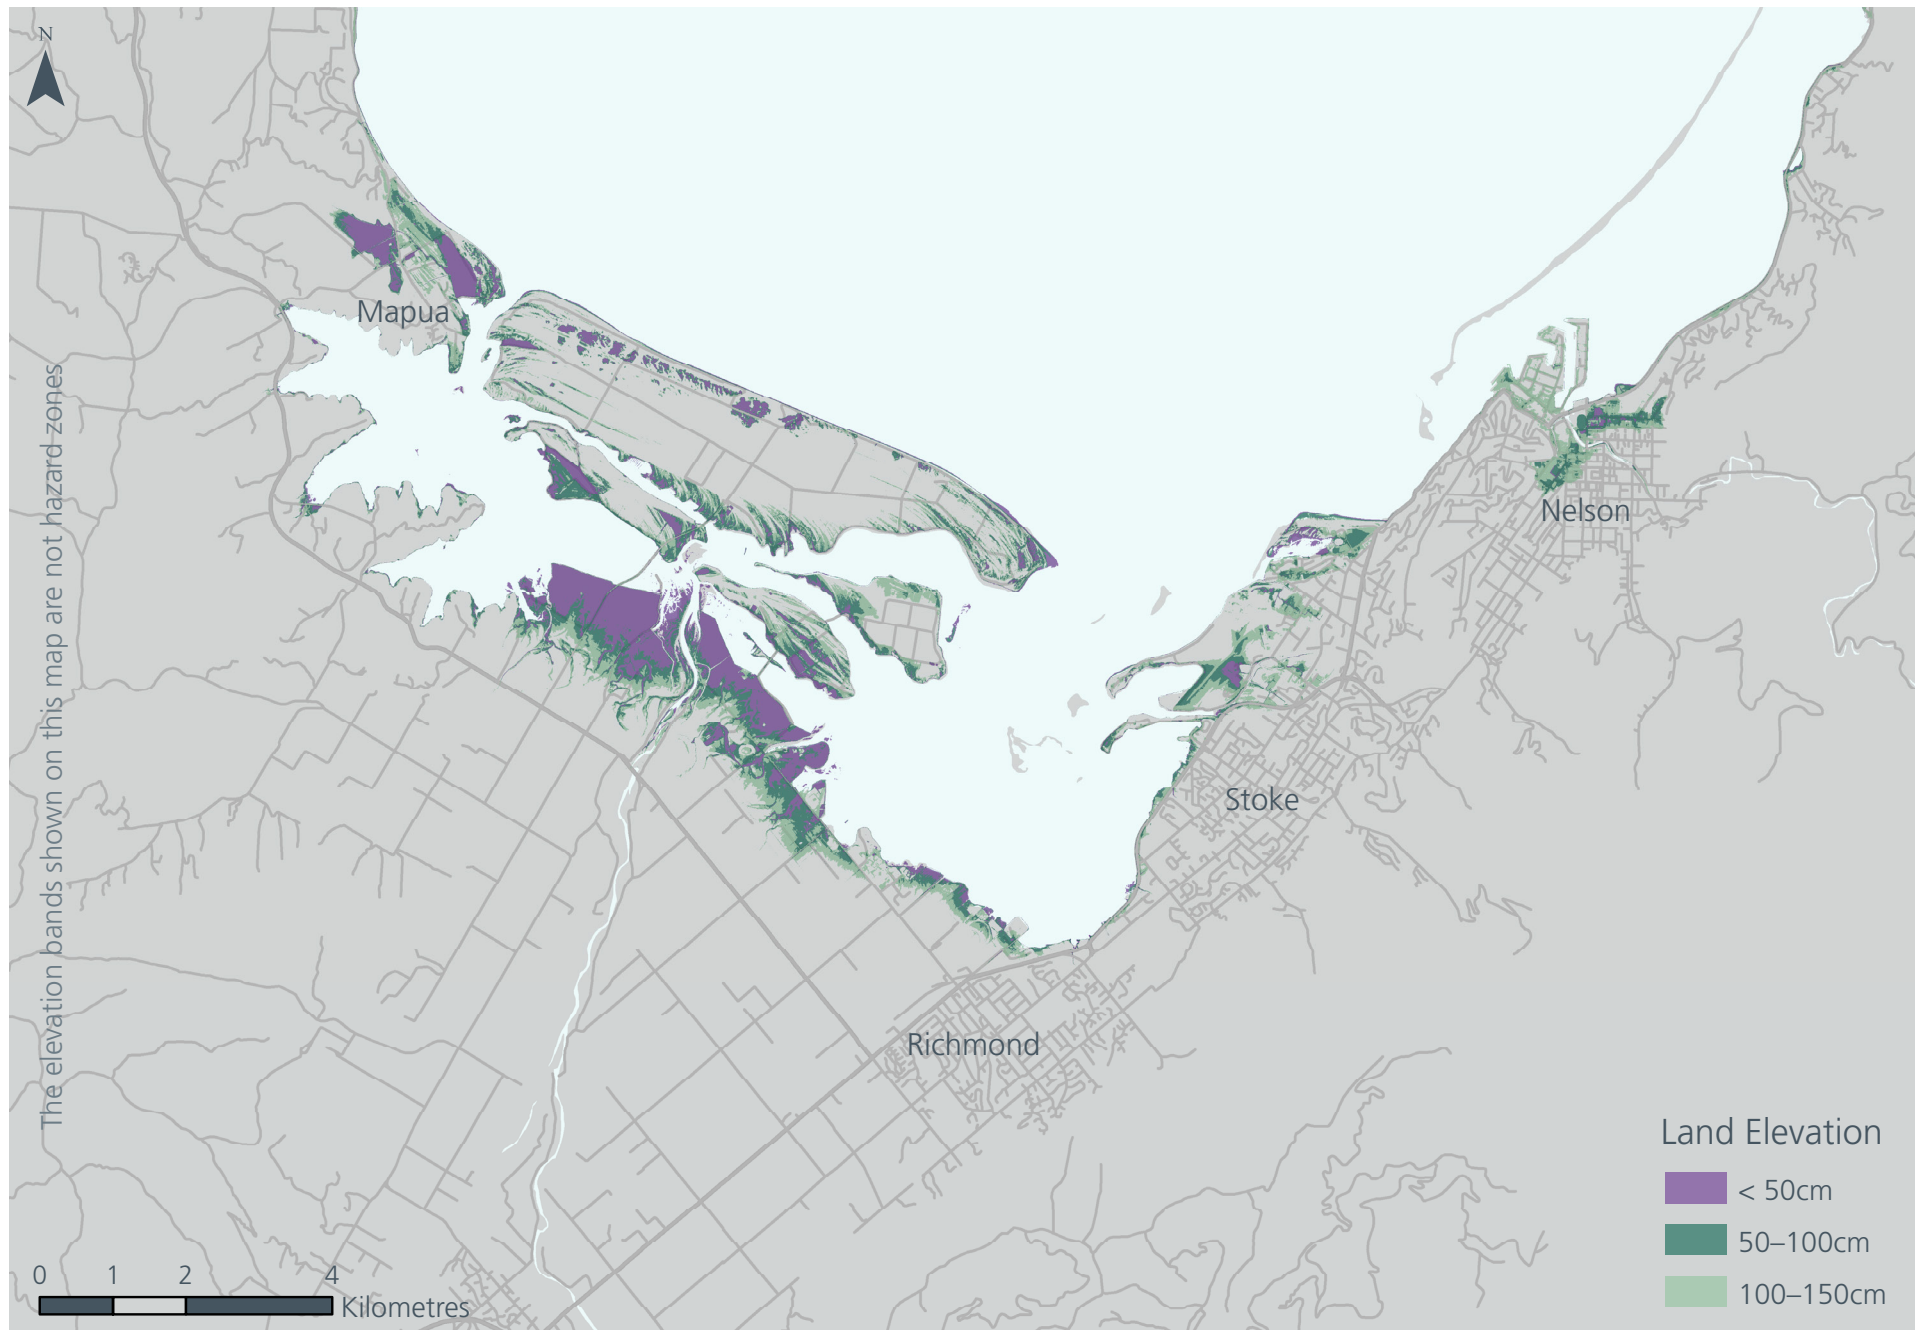 N
Mapua
Nelson
Stoke
Richmond
The elevation bands shown on this map are not hazard zones
Land Elevation
< 50cm
50–100cm
100–150cm
0 1 2 4
Kilometres